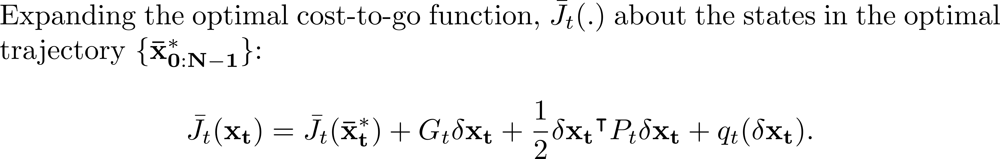 Expanding the optimal cost-to-go function, $\bar{J}_t(.)$ about the states in the optimal
trajectory $\{\bar{\mathbf{x}}^*_{\mathbf{0:N-1}}\}$:
$\bar{J}_t(\mathbf{x_t}) = \bar{J}_t(\bar{\mathbf{x}}^*_{\mathbf{t}}) + G_t \delta\mathbf{x_t} + \frac{1}{2} \delta\mathbf{x_t}^\intercal P_t \delta\mathbf{x_t} + q_t(\delta\mathbf{x_t}).$